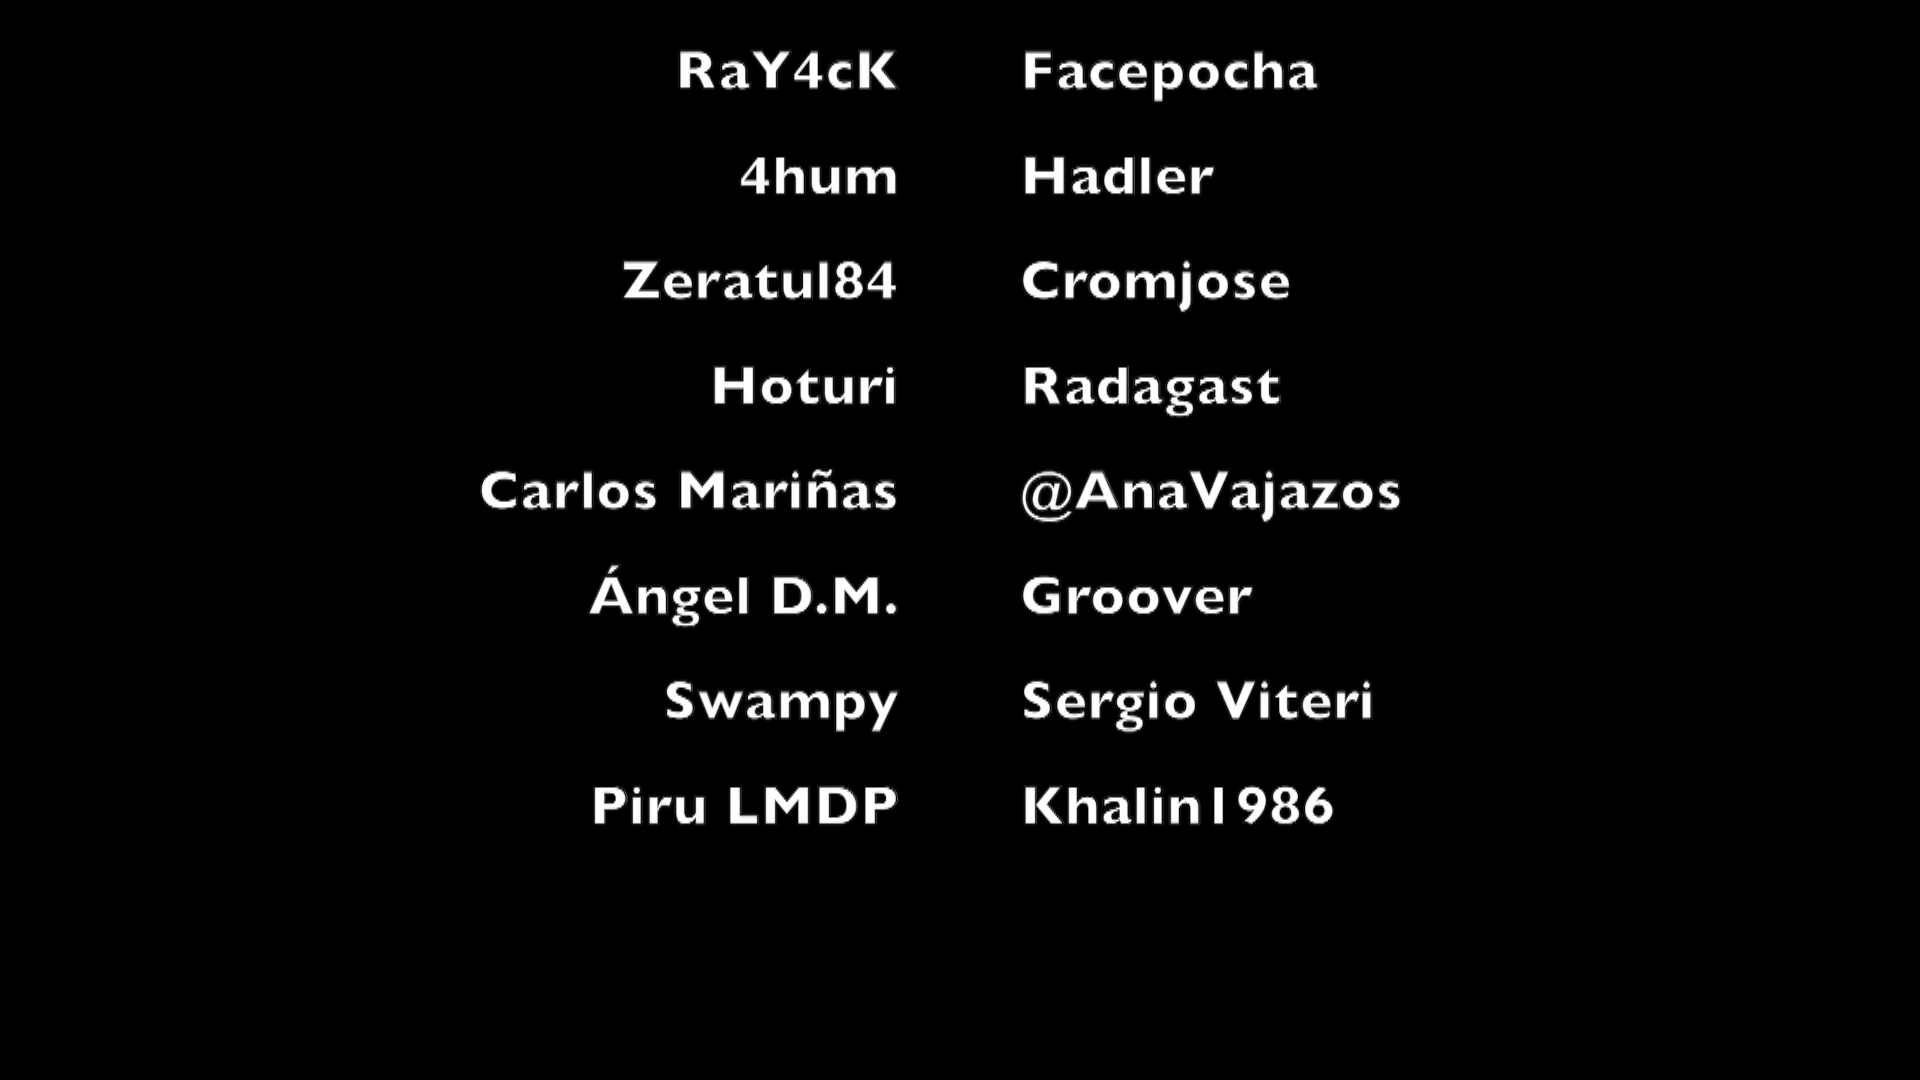 RaY4cK Facepocha
4hum Hadler
Zeratul84 Cromjose
Hoturi Radagast
Carlos Mariñas @AnaVajazos
Ángel D.M. Groover
Swampy Sergio Viteri
Piru LMDP Khalin1986